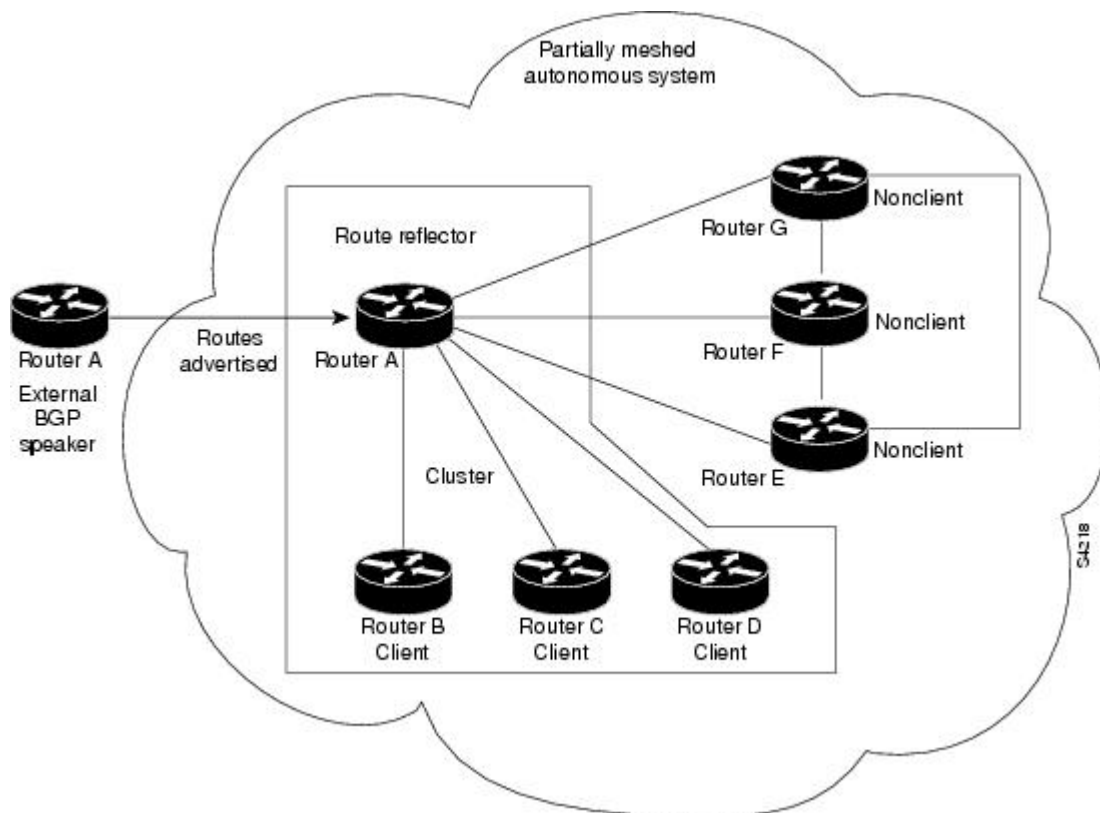 Partially meshed
autonomous system
Nonclient
Router G
Route reflector
Nonclient
Router F
Routes
advertised
Router A
Router A
External
BGP
speaker
Nonclient
Router E
Cluster
Router B
Client
Router C
Client
Router D
Client
S4218